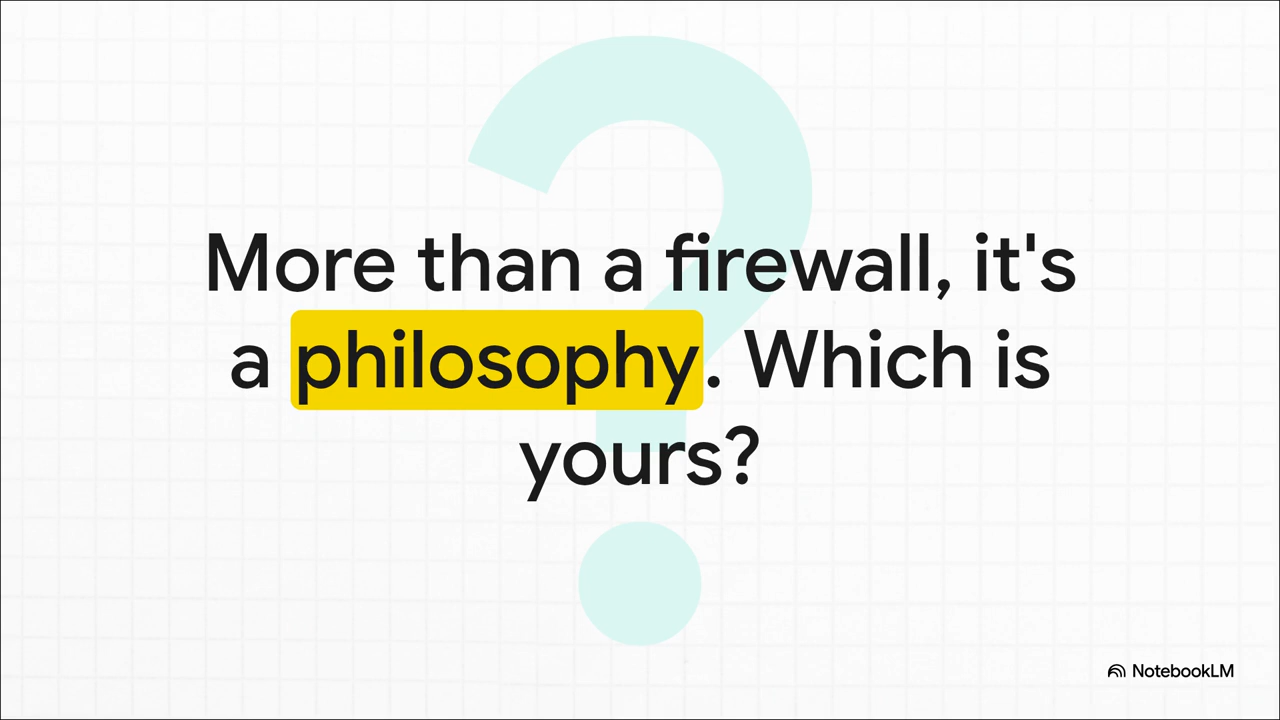 More than a firewall, it's
a philosophy. Which is
yours?
NotebookLM